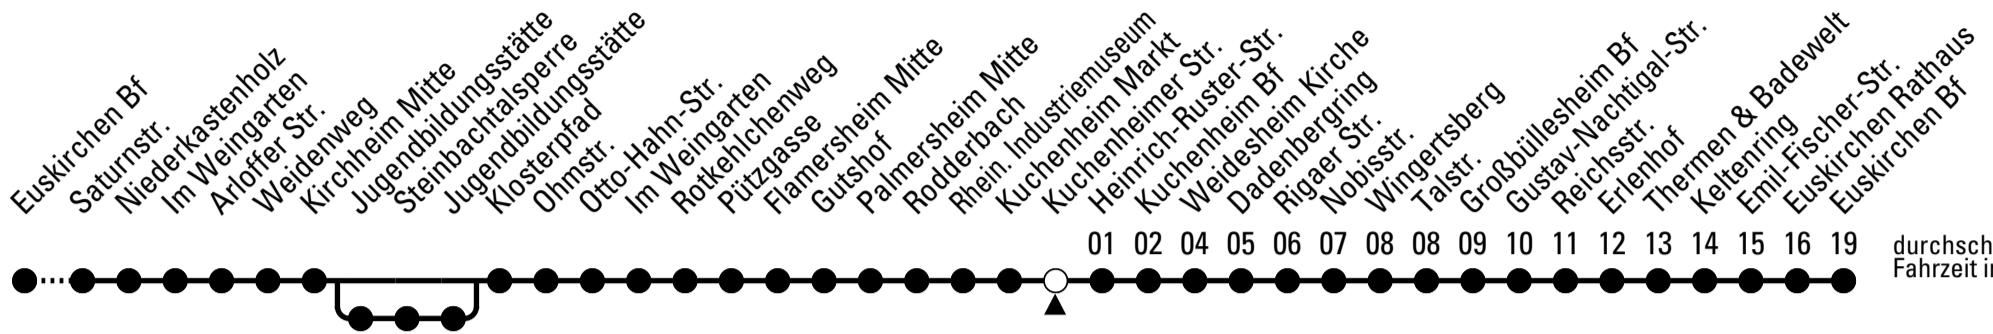 Euskirchen Bf
Saturnstr.
Niederkastenholz
Im Weingarten
Arloffer Str.
Weidenweg
Kirchheim Mitte
Jugendbildungsstätte
Steinbachtalsperre
Jugendbildungsstätte
Klosterpfad
Ohmstr.
Otto-Hahn-Str.
Im Weingarten
Rotkehlchenweg
Pützgasse
Flamersheim Mitte
Gutshof
Palmersheim Mitte
Rodderbach
Rhein. Industriemuseum
Kuchenheim Markt
Kuchenheimer Str.
Heinrich-Ruster-Str.
Kuchenheim Bf
Weidesheim Kirche
Dadenbergring
Rigaer Str.
Nobisstr.
Wingertsberg
Talstr.
Großbüllesheim Bf
Gustav-Nachtigal-Str.
Reichsstr.
Erlenhof
Thermen & Badewelt
Keltenring
Emil-Fischer-Str.
Euskirchen Rathaus
Euskirchen Bf
01 02 04 05 06 07 08 08 09 10 11 12 13 14 15 16 19
durchsch
Fahrzeit i